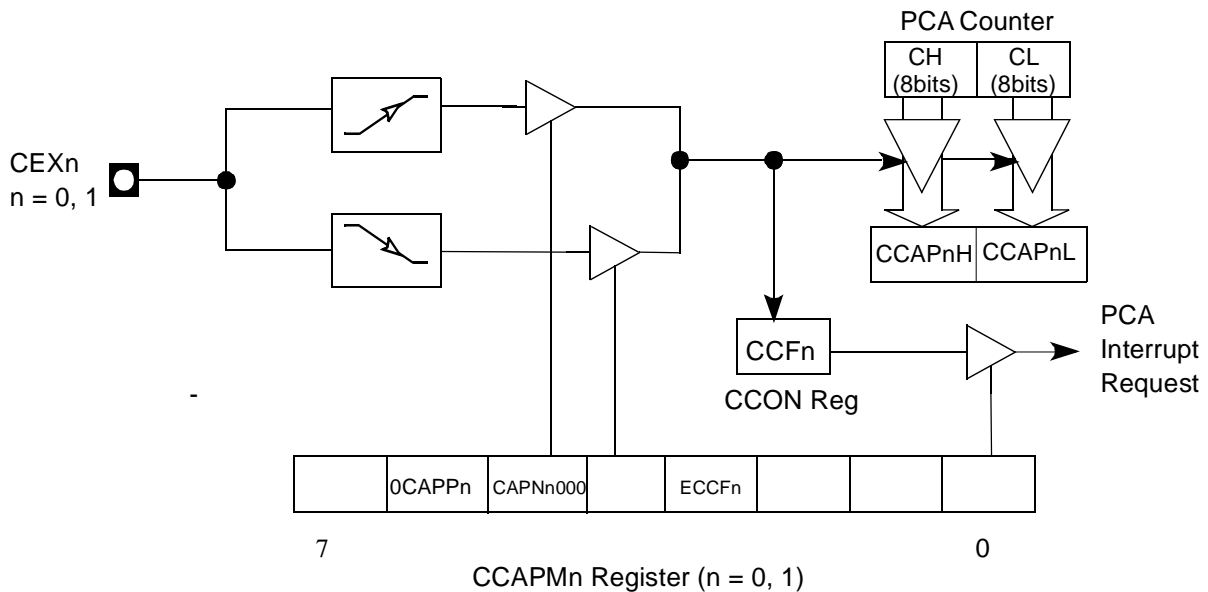 PCA Counter
CH
(8bits)
CL
(8bits)
CEXn
n = 0, 1
CCAPnH
CCAPnL
PCA
Interrupt
Request
CCFn
CCON Reg
-
0CAPPn
CAPNn000
ECCFn
7
0
CCAPMn Register (n = 0, 1)